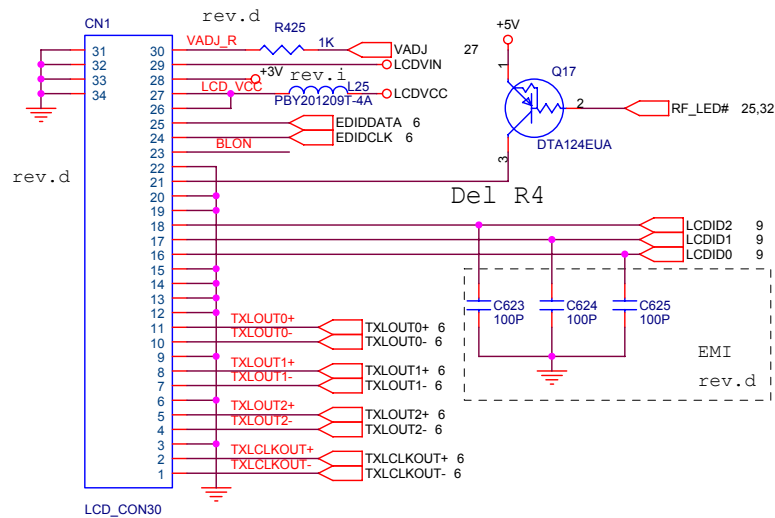 rev.d
CN1
R425
+5V
31 30 VADJ_R 1K VADJ 27 1 Q17
32 29 LCDVIN
33 28 +3V rev.i
34 27 LCD_VCC L25 LCDVCC
26 PBY201209T-4A
2 RF_LED# 25,32
25 EDIDDATA 6
24 EDIDCLK 6
DTA124EUA
23 BLON
22 3
rev.d
21
20 Del R4
19
18 LCDID2 9
17 LCDID1 9
16 LCDID0 9
15
14
13
12 C623 C624 C625
100P 100P 100P
11 TXLOUT0+ TXLOUT0+ 6
10 TXLOUT0- TXLOUT0- 6
9 EMI
8 TXLOUT1+ TXLOUT1+ 6
7 TXLOUT1- TXLOUT1- 6
rev.d
6
5 TXLOUT2+ TXLOUT2+ 6
4 TXLOUT2- TXLOUT2- 6
3
2 TXLCLKOUT+ TXLCLKOUT+ 6
1 TXLCLKOUT- TXLCLKOUT- 6
LCD_CON30